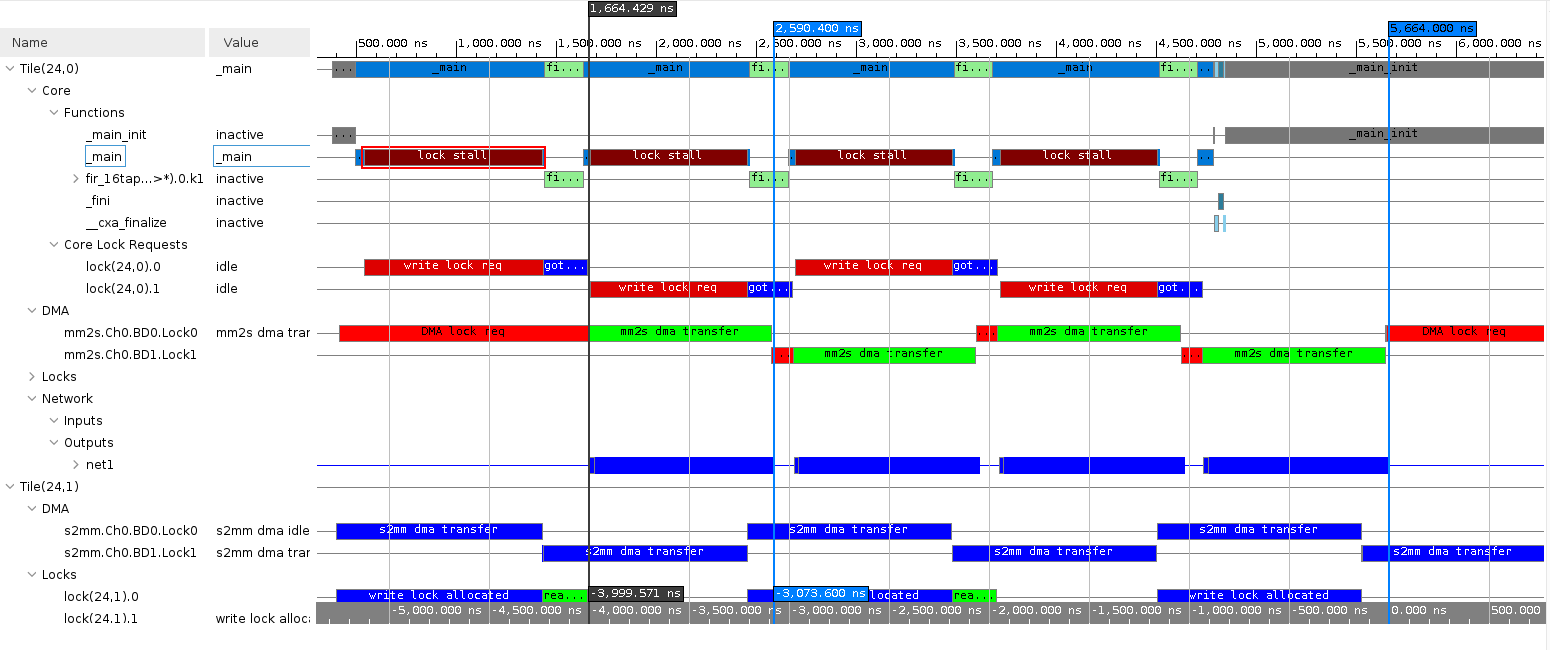 1,664.429 ns
2,590.400 ns 5,664.000 ns
Name Value 500.000 ns 1,000.000 ns 1,500.000 ns 2,000.000 ns 2,500.000 ns 3,000.000 ns 3,500.000 ns 4,000.000 ns 4,500.000 ns 5,000.000 ns 5,500.000 ns 6,000.000 ns
Tile(24,0) _main ... _main fi... _main fi... _main fi... _main fi... ... _main_init
Core
Functions
_main_init inactive ... _main_init
_main _main . lock stall . lock stall . lock stall . lock stall ...
fir_16tap...>*).0.k1 inactive fi... fi... fi... fi...
_fini inactive
__cxa_finalize inactive
Core Lock Requests
lock(24,0).0 idle write lock req got... write lock req got...
lock(24,0).1 idle write lock req got... write lock req got...
DMA
mm2s.Ch0.BD0.Lock0 mm2s dma trar DMA lock req mm2s dma transfer ... mm2s dma transfer DMA lock req
mm2s.Ch0.BD1.Lock1 ... mm2s dma transfer ... mm2s dma transfer
Locks
Network
Inputs
Outputs
net1
Tile(24,1)
DMA
s2mm.Ch0.BD0.Lock0 s2mm dma idle s2mm dma transfer s2mm dma transfer s2mm dma transfer
s2mm.Ch0.BD1.Lock1 s2mm dma trar s2mm dma transfer s2mm dma transfer s2mm dma transfer
Locks
lock(24,1).0 write lock allocated rea... -3,999.571 ns -3,073.600 ns located rea... write lock allocated
-5,000.000 ns -4,500.000 ns -4,000.000 ns -3,500.000 ns -3,000.000 ns -2,500.000 ns -2,000.000 ns -1,500.000 ns -1,000.000 ns -500.000 ns 0.000 ns 500.000
lock(24,1).1 write lock alloc